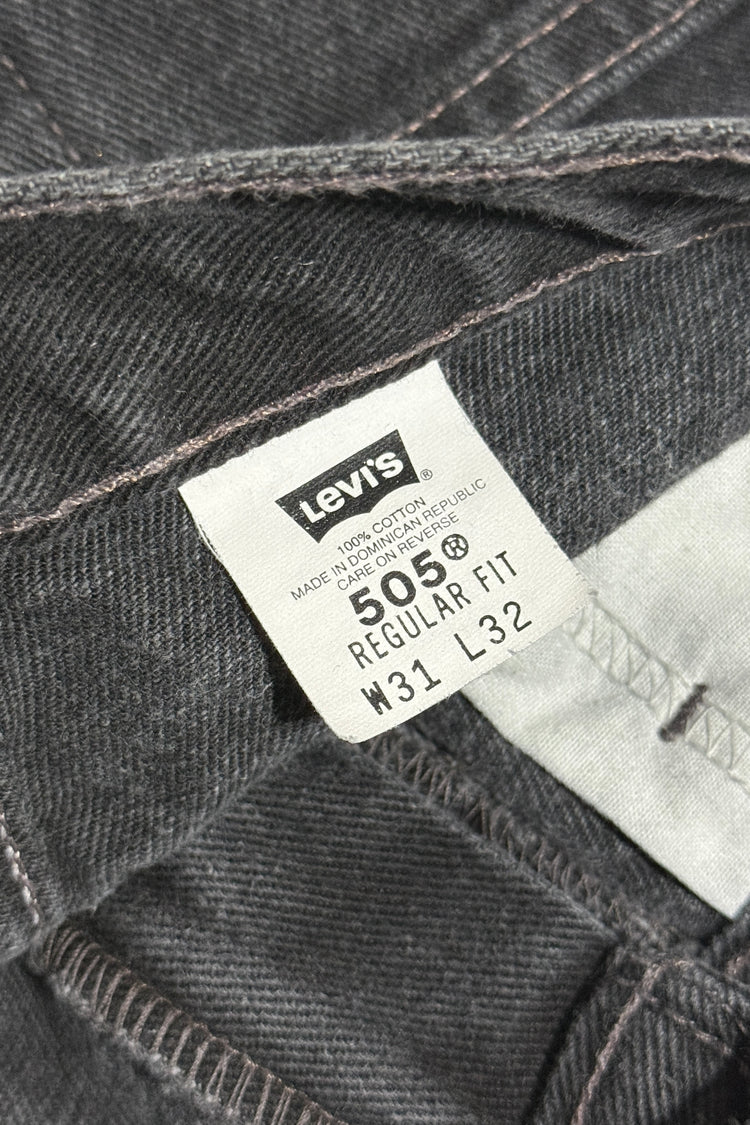 Levi's®
100% COTTON
MADE IN DOMINICAN REPUBLIC
CARE ON REVERSE
505®
REGULAR FIT
W31 L32